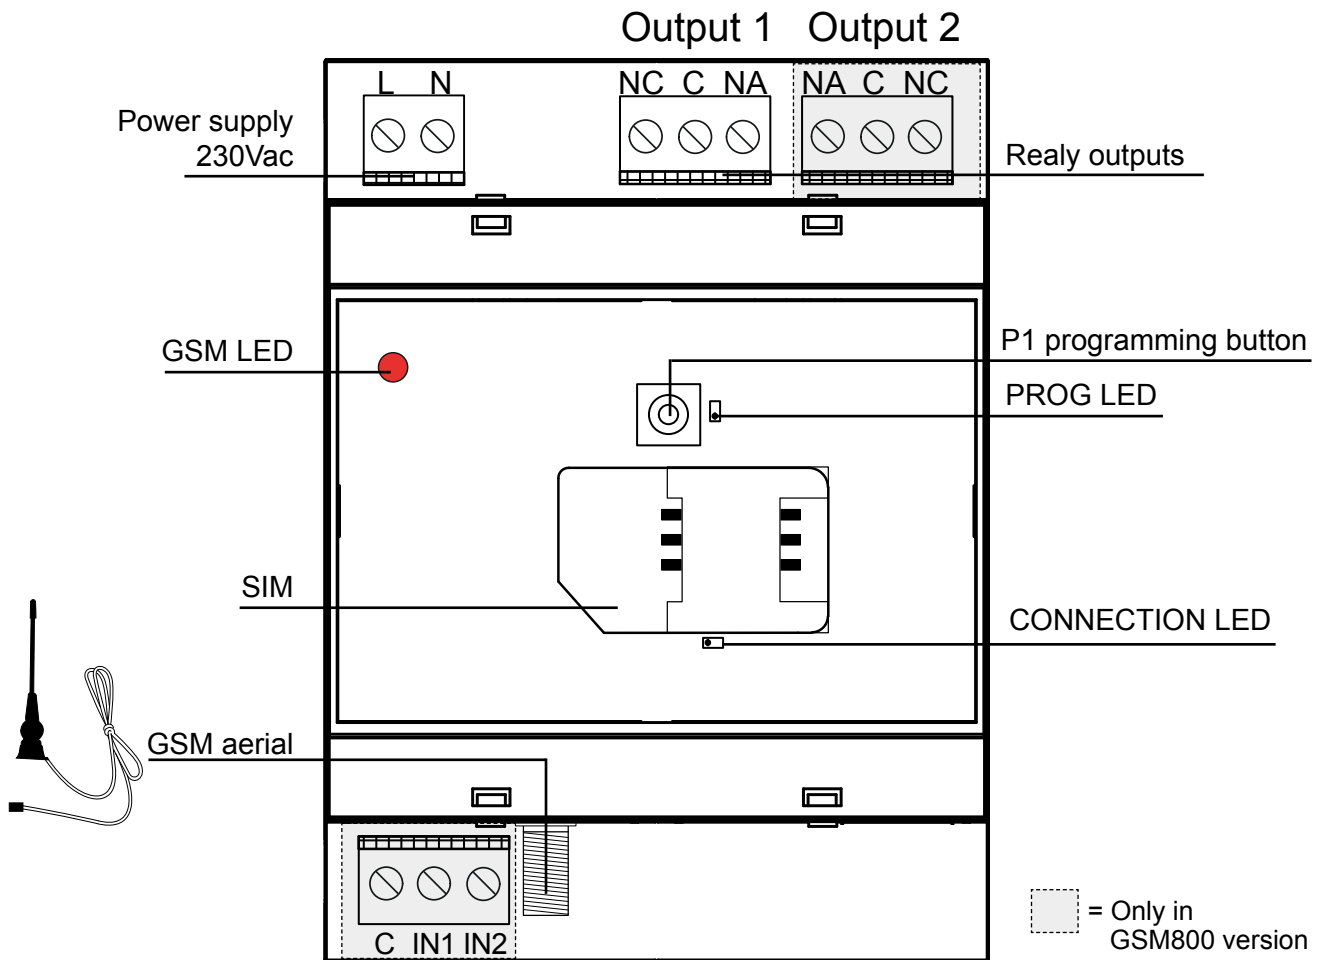 Output 1 Output 2
L N NC C NA NA C NC
Power supply
230Vac
Realy outputs
GSM LED
P1 programming button
PROG LED
SIM
CONNECTION LED
GSM aerial
C IN1 IN2
= Only in
GSM800 version